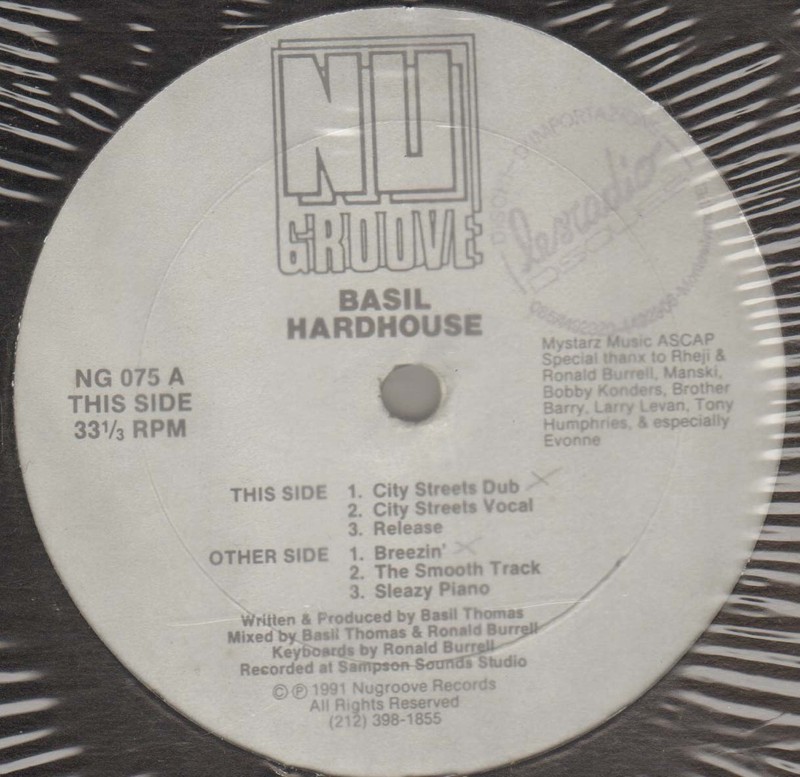 NU
GROOVE
BASIL
HARDHOUSE
lesradio
NG 075 A
THIS SIDE
33 1/3 RPM
Mystarz Music ASCAP
Special thanx to Rheji &
Ronald Burrell, Manski,
Bobby Konders, Brother
Barry, Larry Levan, Tony
Humphries, & especially
Evonne
THIS SIDE 1. City Streets Dub
2. City Streets Vocal
3. Release
OTHER SIDE 1. Breezin'
2. The Smooth Track
3. Sleazy Piano
Written & Produced by Basil Thomas
Mixed by Basil Thomas & Ronald Burrell
Keyboards by Ronald Burrell
Recorded at Sampson Sounds Studio
© ℗ 1991 Nugroove Records
All Rights Reserved
(212) 398-1855